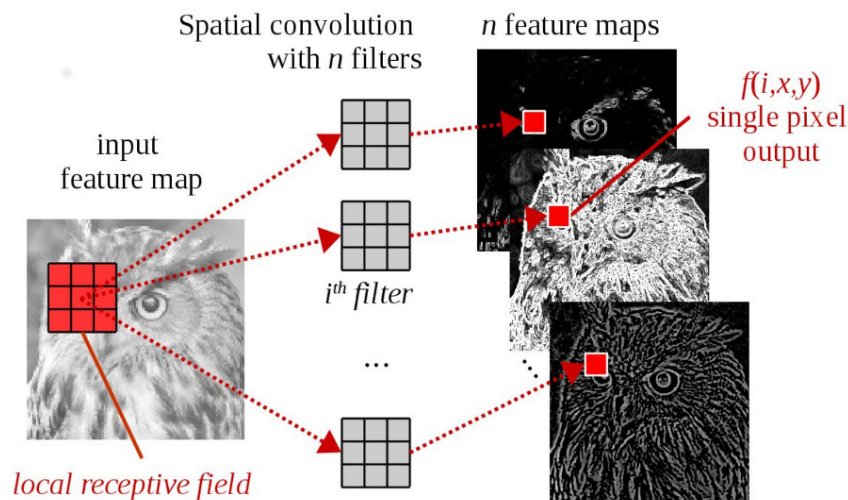 Spatial convolution
with n filters
n feature maps
f(i,x,y)
single pixel
output
input
feature map
ith filter
...
...
local receptive field